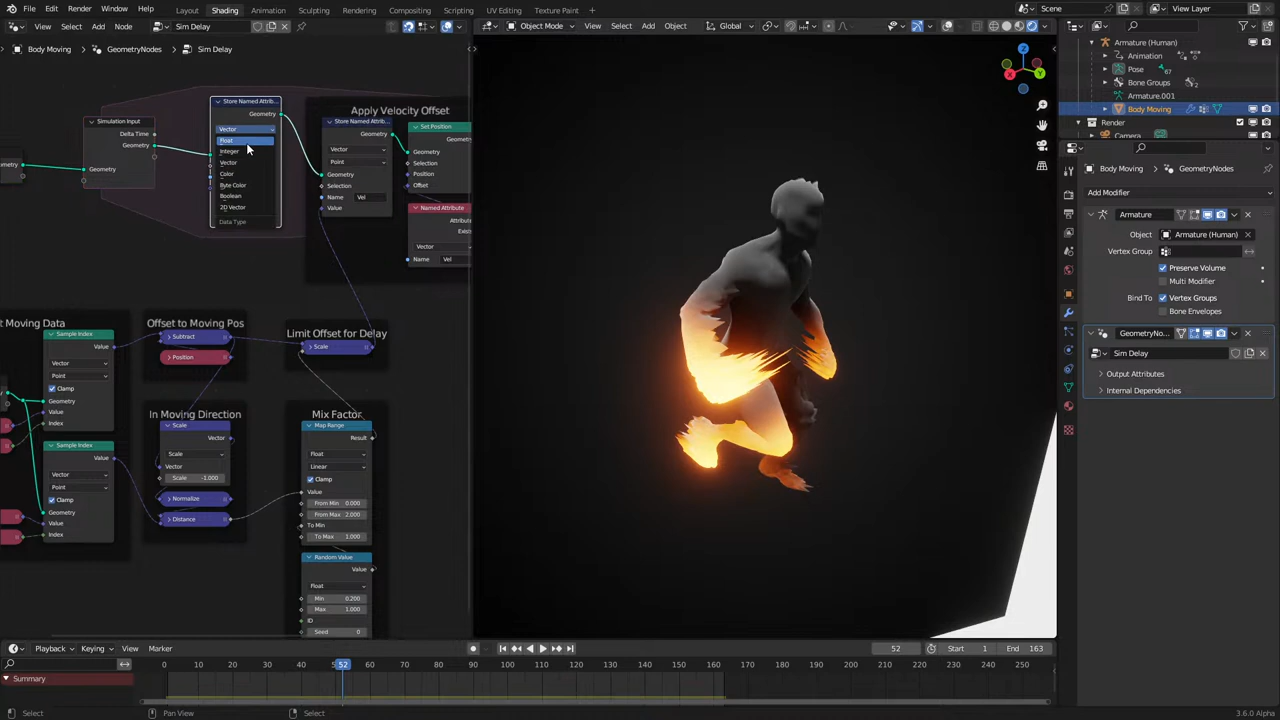 File Edit Render Window Help Layout Shading Animation Rendering Compositing Sculpting UV Editing Texture Paint Scene View Layer
View Select Add Node Sim Delay Object Mode View Select Add Object Global
Body Moving GeometryNodes Sim Delay
Armature (Human)
Animation
Pose 67
Bone Groups 2
Armature.001
Body Moving
Render
Camera
Body Moving GeometryNodes
Add Modifier
Armature
Object Armature (Human)
Vertex Group
Preserve Volume
Multi Modifier
Bind To Vertex Groups
Bone Envelopes
GeometryNo...
Sim Delay
Output Attributes
Internal Dependencies
Simulation Input
Delta Time
Geometry
Geometry
Store Named Attrib...
Geometry
Vector
Float
Integer
Vector
Color
Byte Color
Boolean
2D Vector
Data Type
Apply Velocity Offset
Store Named Attrib...
Geometry
Vector
Point
Geometry
Selection
Name Vel
Value
Set Position
Geometry
Geometry
Selection
Position
Offset
Named Attribute
Attribute
Vector
Name Vel
Sample Index
Value
Vector
Point
Clamp
Geometry
Value
Index
Sample Index
Value
Vector
Point
Clamp
Geometry
Value
Index
Offset to Moving Pos
Subtract
Position
In Moving Direction
Scale
Vector
Scale
Vector
Scale -1.000
Normalize
Distance
Limit Offset for Delay
Scale
Mix Factor
Map Range
Result
Float
Linear
Clamp
Value
From Min 0.000
From Max 2.000
To Min
To Max 1.000
Random Value
Value
Float
Min 0.200
Max 1.000
ID
Seed 0
X Y Z
Playback Keying View Marker 52 Start 1 End 163
0 10 20 30 40 52 60 70 80 90 100 110 120 130 140 150 160 170 180 190 200 210 220 230 240 250
Summary
Select Pan View Select 3.6.0 Alpha